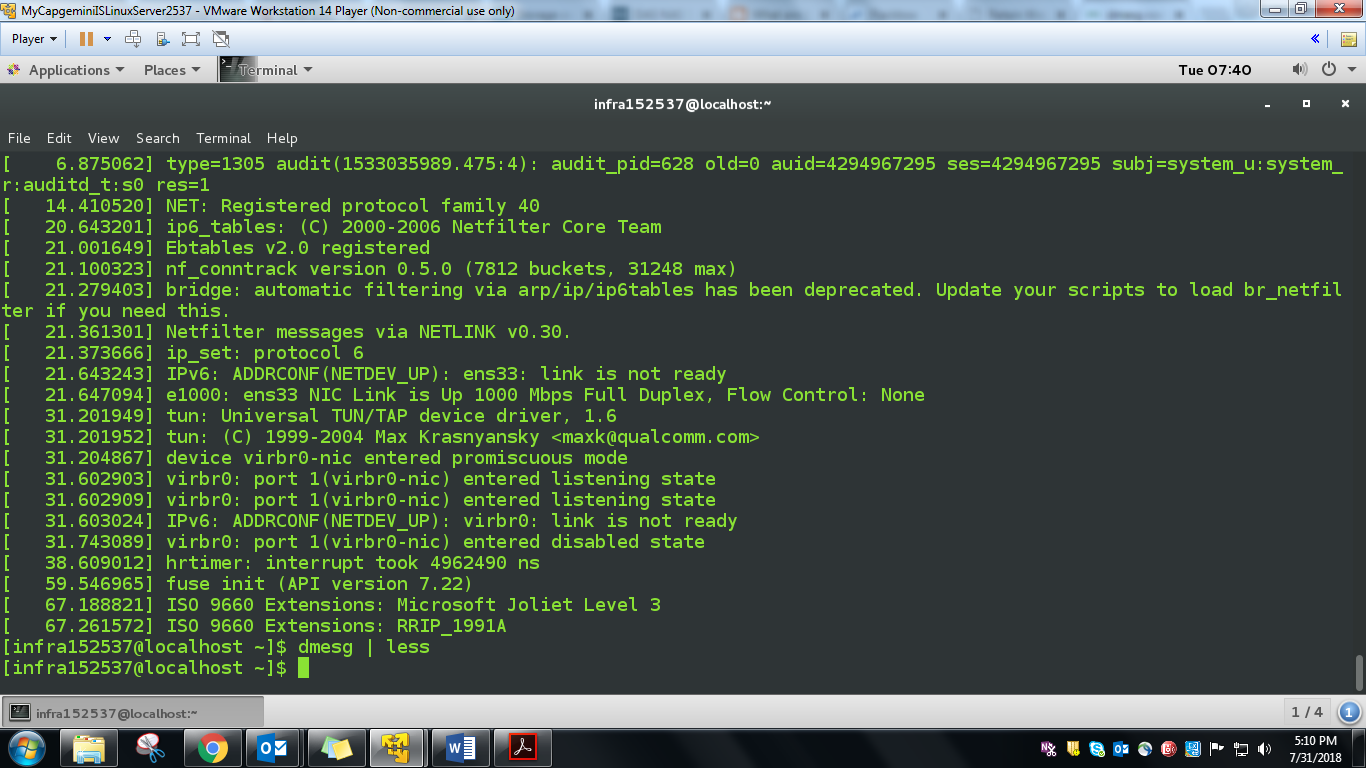 MyCapgeminiISLinuxServer2537 - VMware Workstation 14 Player (Non-commercial use only)
Player
Applications Places Terminal Tue 07:40
infra152537@localhost:~
File Edit View Search Terminal Help
[    6.875062] type=1305 audit(1533035989.475:4): audit_pid=628 old=0 auid=4294967295 ses=4294967295 subj=system_u:system_
r:auditd_t:s0 res=1
[   14.410520] NET: Registered protocol family 40
[   20.643201] ip6_tables: (C) 2000-2006 Netfilter Core Team
[   21.001649] Ebtables v2.0 registered
[   21.100323] nf_conntrack version 0.5.0 (7812 buckets, 31248 max)
[   21.279403] bridge: automatic filtering via arp/ip/ip6tables has been deprecated. Update your scripts to load br_netfil
ter if you need this.
[   21.361301] Netfilter messages via NETLINK v0.30.
[   21.373666] ip_set: protocol 6
[   21.643243] IPv6: ADDRCONF(NETDEV_UP): ens33: link is not ready
[   21.647094] e1000: ens33 NIC Link is Up 1000 Mbps Full Duplex, Flow Control: None
[   31.201949] tun: Universal TUN/TAP device driver, 1.6
[   31.201952] tun: (C) 1999-2004 Max Krasnyansky <maxk@qualcomm.com>
[   31.204867] device virbr0-nic entered promiscuous mode
[   31.602903] virbr0: port 1(virbr0-nic) entered listening state
[   31.602909] virbr0: port 1(virbr0-nic) entered listening state
[   31.603024] IPv6: ADDRCONF(NETDEV_UP): virbr0: link is not ready
[   31.743089] virbr0: port 1(virbr0-nic) entered disabled state
[   38.609012] hrtimer: interrupt took 4962490 ns
[   59.546965] fuse init (API version 7.22)
[   67.188821] ISO 9660 Extensions: Microsoft Joliet Level 3
[   67.261572] ISO 9660 Extensions: RRIP_1991A
[infra152537@localhost ~]$ dmesg | less
[infra152537@localhost ~]$
infra152537@localhost:~ 1 / 4 1
5:10 PM
7/31/2018